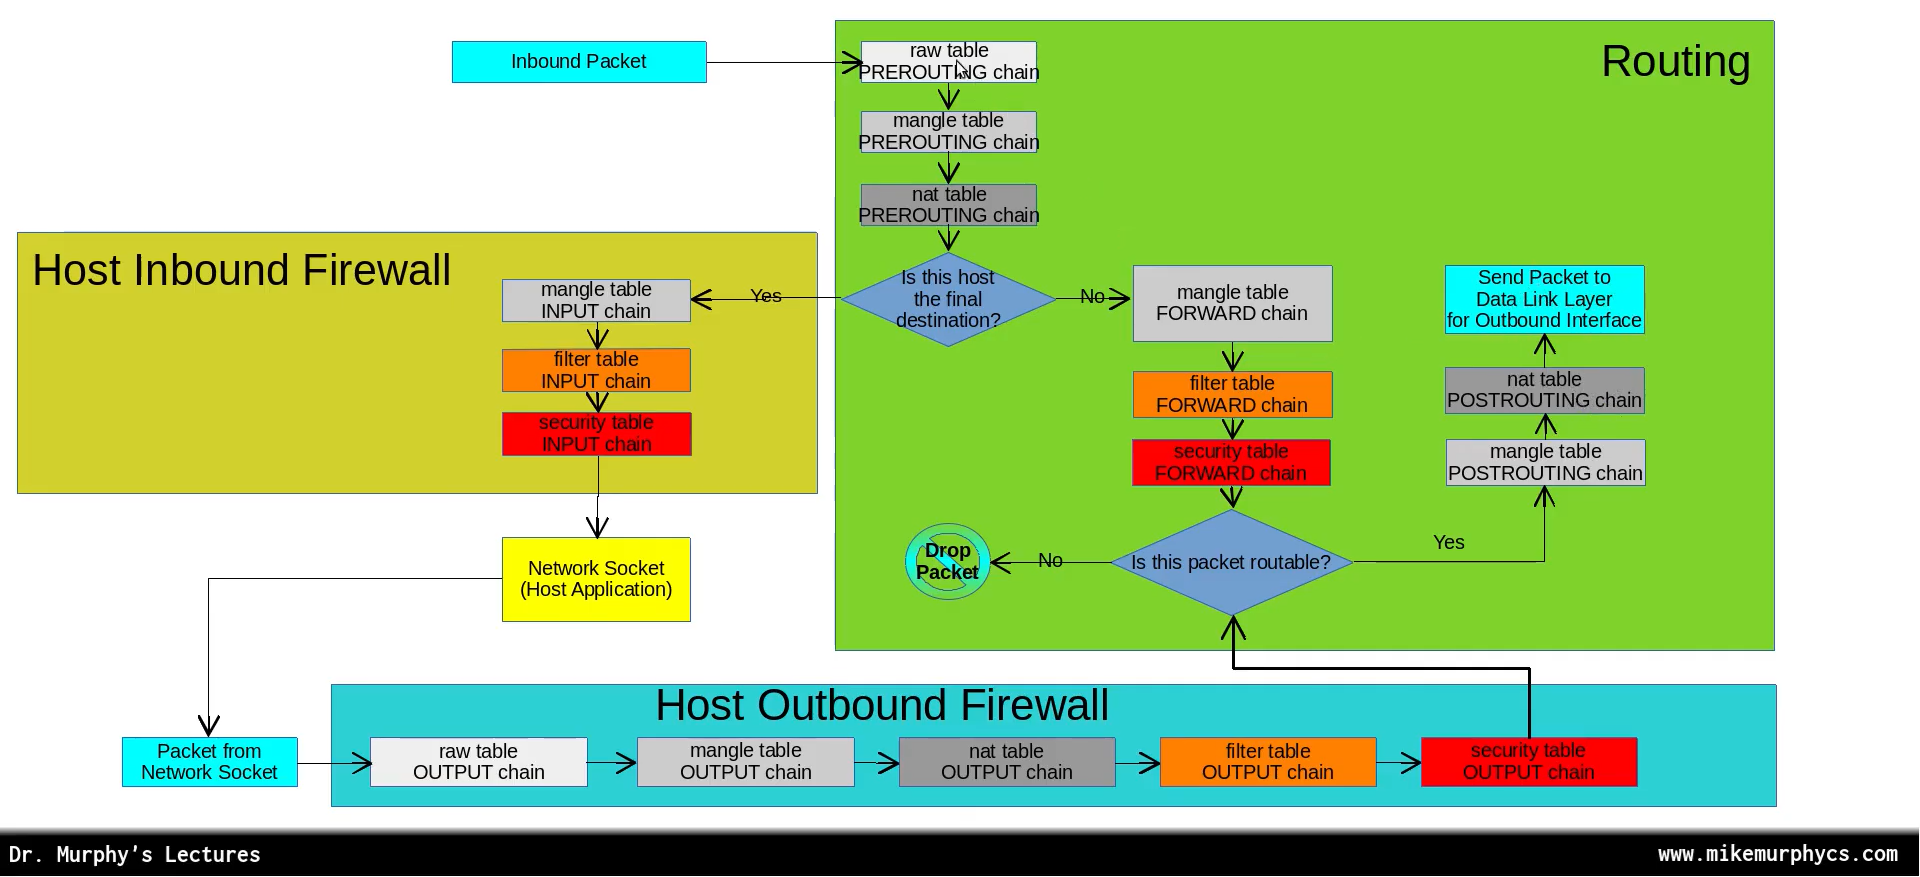 Inbound Packet
raw table
PREROUTING chain
Routing
mangle table
PREROUTING chain
nat table
PREROUTING chain
Host Inbound Firewall
mangle table
INPUT chain
Yes
Is this host
the final
destination?
No
mangle table
FORWARD chain
Send Packet to
Data Link Layer
for Outbound Interface
filter table
INPUT chain
filter table
FORWARD chain
nat table
POSTROUTING chain
security table
INPUT chain
security table
FORWARD chain
mangle table
POSTROUTING chain
Drop
Packet
No
Is this packet routable?
Yes
Network Socket
(Host Application)
Host Outbound Firewall
Packet from
Network Socket
raw table
OUTPUT chain
mangle table
OUTPUT chain
nat table
OUTPUT chain
filter table
OUTPUT chain
security table
OUTPUT chain
Dr. Murphy's Lectures
www.mikemurphycs.com